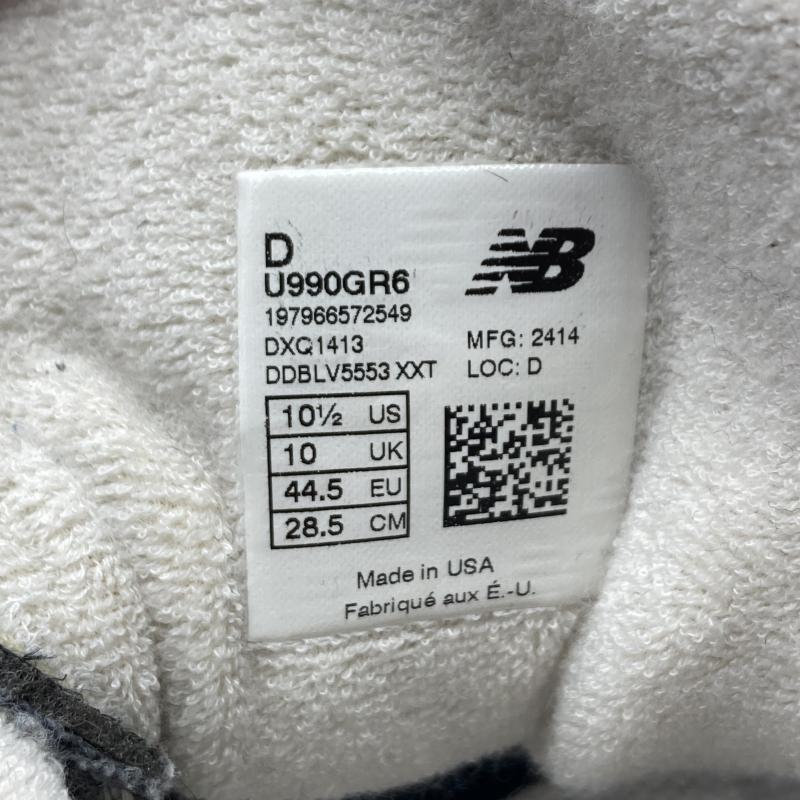 D
NB
U990GR6
197966572549
DXQ1413
MFG: 2414
DDBLV5553 XXT
LOC: D
10½ US
10 UK
44.5 EU
28.5 CM
Made in USA
Fabriqué aux É.-U.